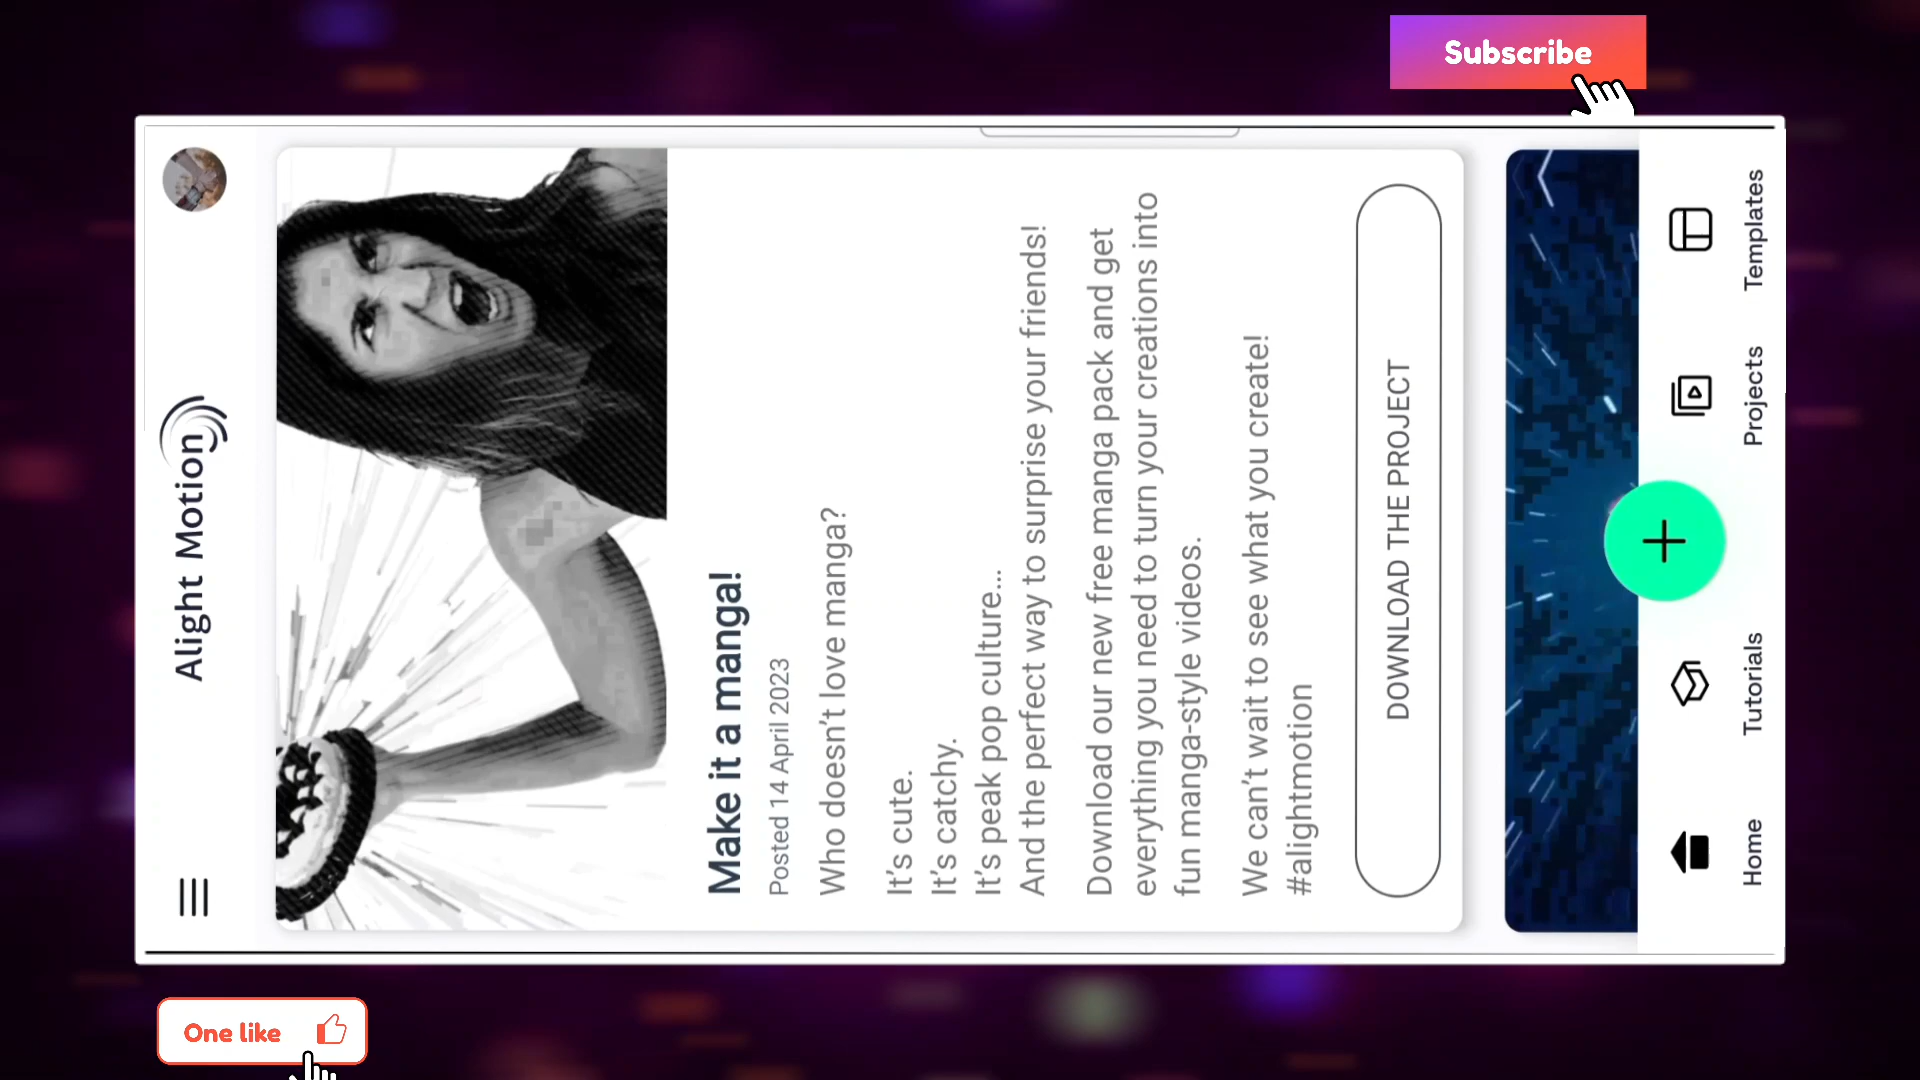 Subscribe
Alight Motion
Make it a manga!
Posted 14 April 2023
Who doesn't love manga?
It's cute.
It's catchy.
It's peak pop culture...
And the perfect way to surprise your friends!
Download our new free manga pack and get
everything you need to turn your creations into
fun manga-style videos.
We can't wait to see what you create!
#alightmotion
DOWNLOAD THE PROJECT
Home
Tutorials
Projects
Templates
One like